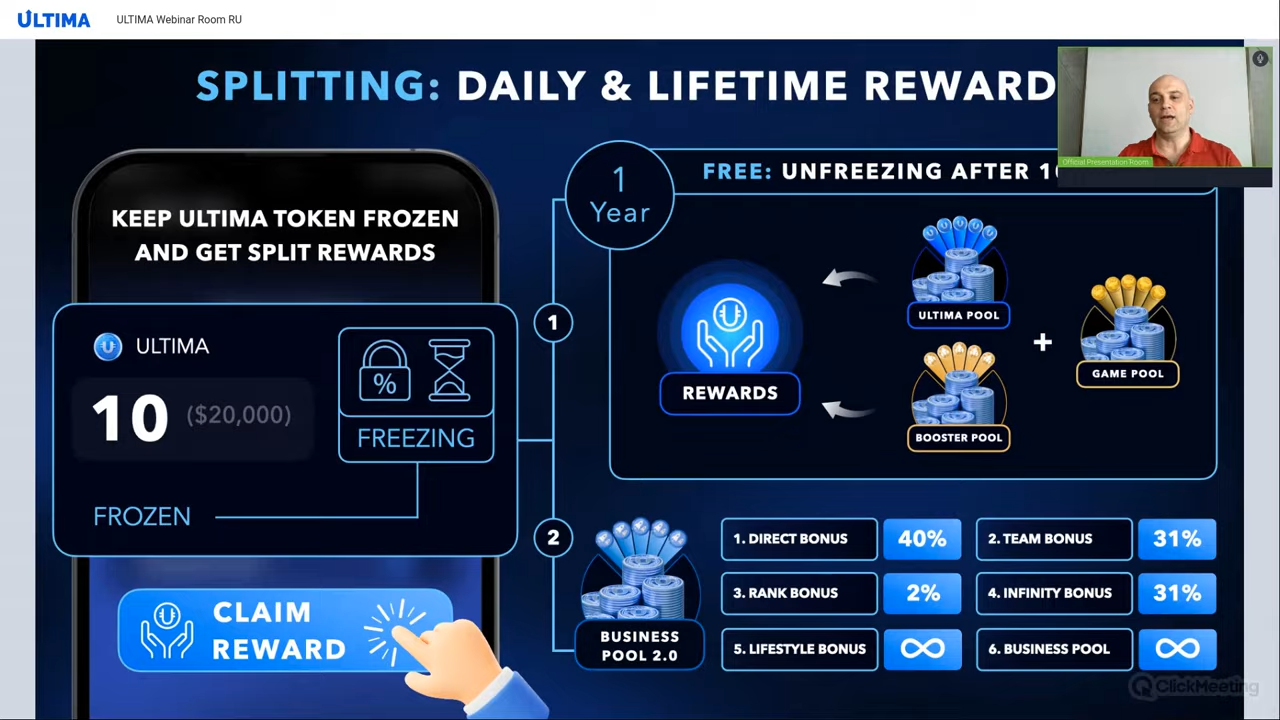 ULTIMA
ULTIMA Webinar Room RU
SPLITTING: DAILY & LIFETIME REWARD
Official Presentation Room
KEEP ULTIMA TOKEN FROZEN
AND GET SPLIT REWARDS
ULTIMA
10 ($20,000)
%
FREEZING
FROZEN
CLAIM
REWARD
1
Year
FREE: UNFREEZING AFTER
1
REWARDS
ULTIMA POOL
BOOSTER POOL
+
GAME POOL
2
BUSINESS
POOL 2.0
1. DIRECT BONUS 40%
2. TEAM BONUS 31%
3. RANK BONUS 2%
4. INFINITY BONUS 31%
5. LIFESTYLE BONUS ∞
6. BUSINESS POOL ∞
ClickMeeting